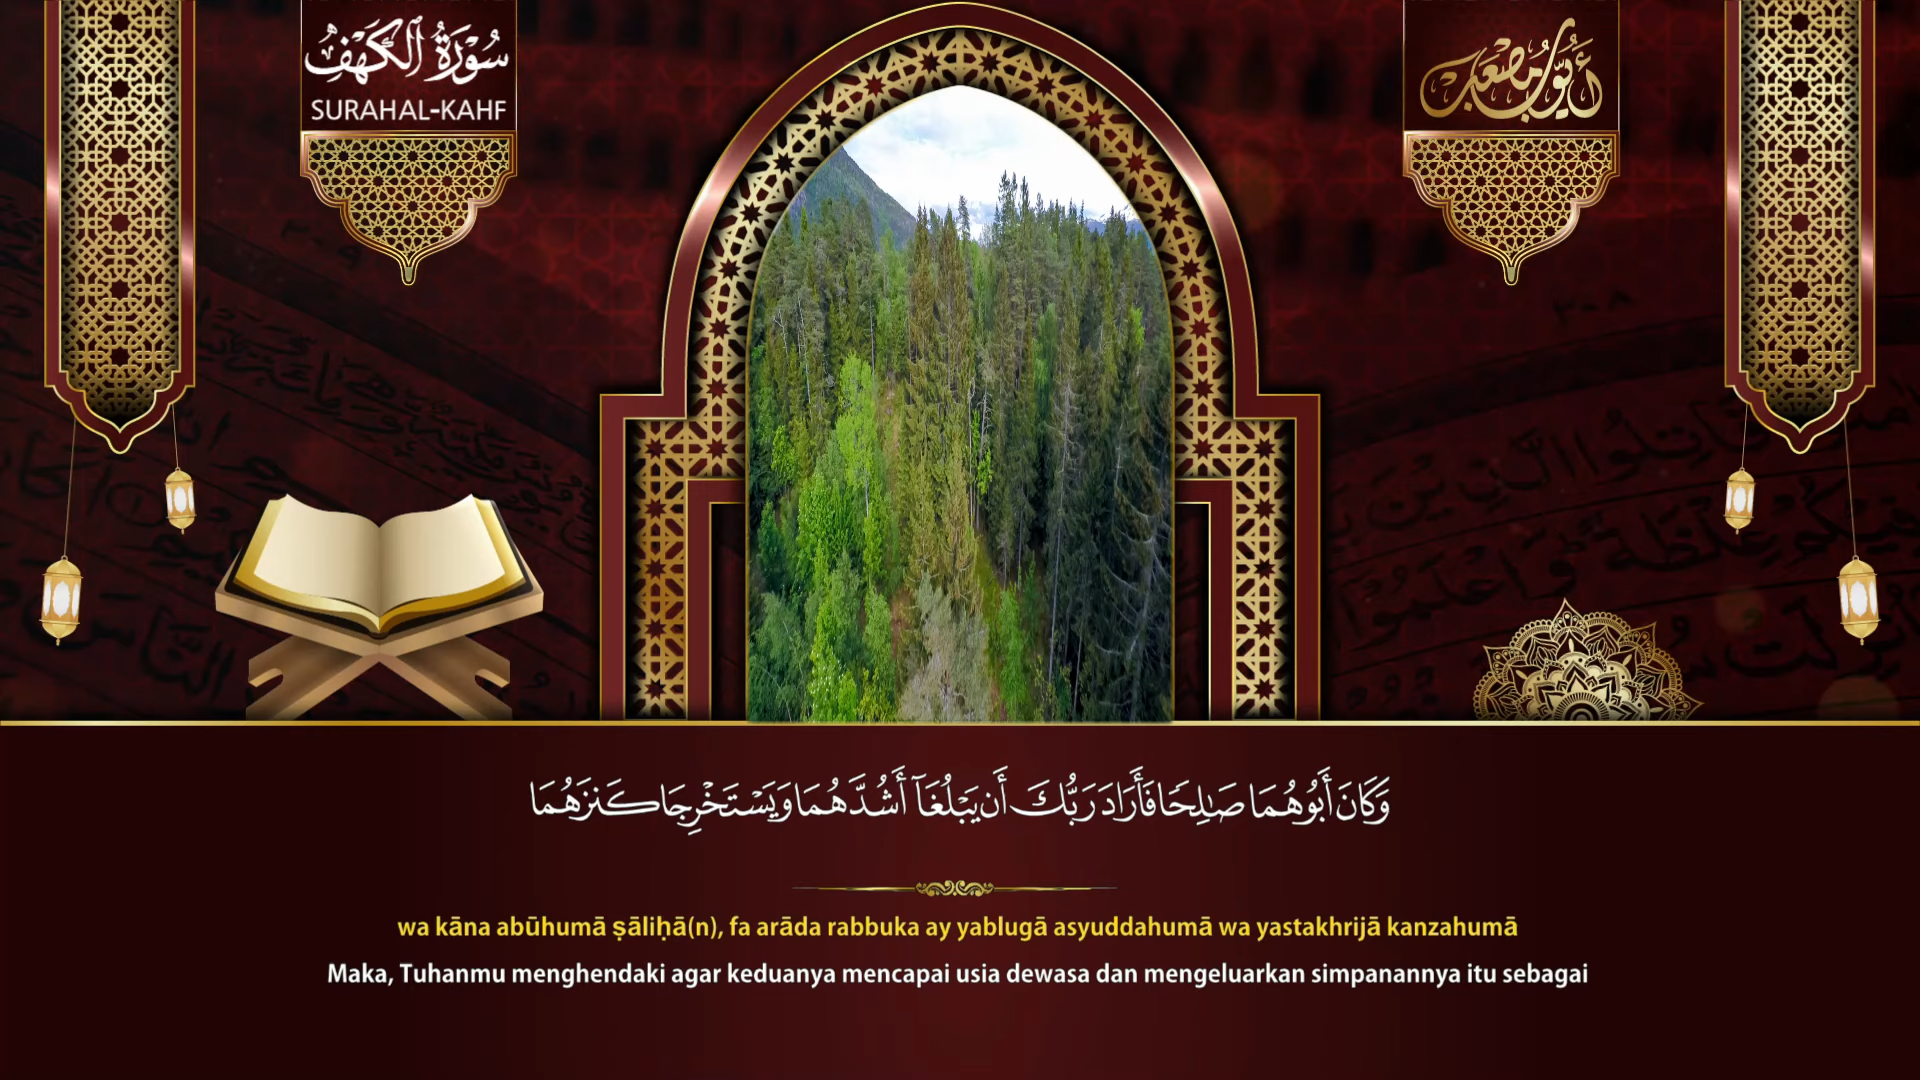 سُورَةُ الكَهْفِ
SURAHAL-KAHF
أيوب مصعب
وَكَانَ أَبُوهُمَا صَـٰلِحًا فَأَرَادَ رَبُّكَ أَن يَبْلُغَآ أَشُدَّهُمَا وَيَسْتَخْرِجَا كَنزَهُمَا
wa kāna abūhumā ṣāliḥā(n), fa arāda rabbuka ay yablugā asyuddahumā wa yastakhrijā kanzahumā
Maka, Tuhanmu menghendaki agar keduanya mencapai usia dewasa dan mengeluarkan simpanannya itu sebagai